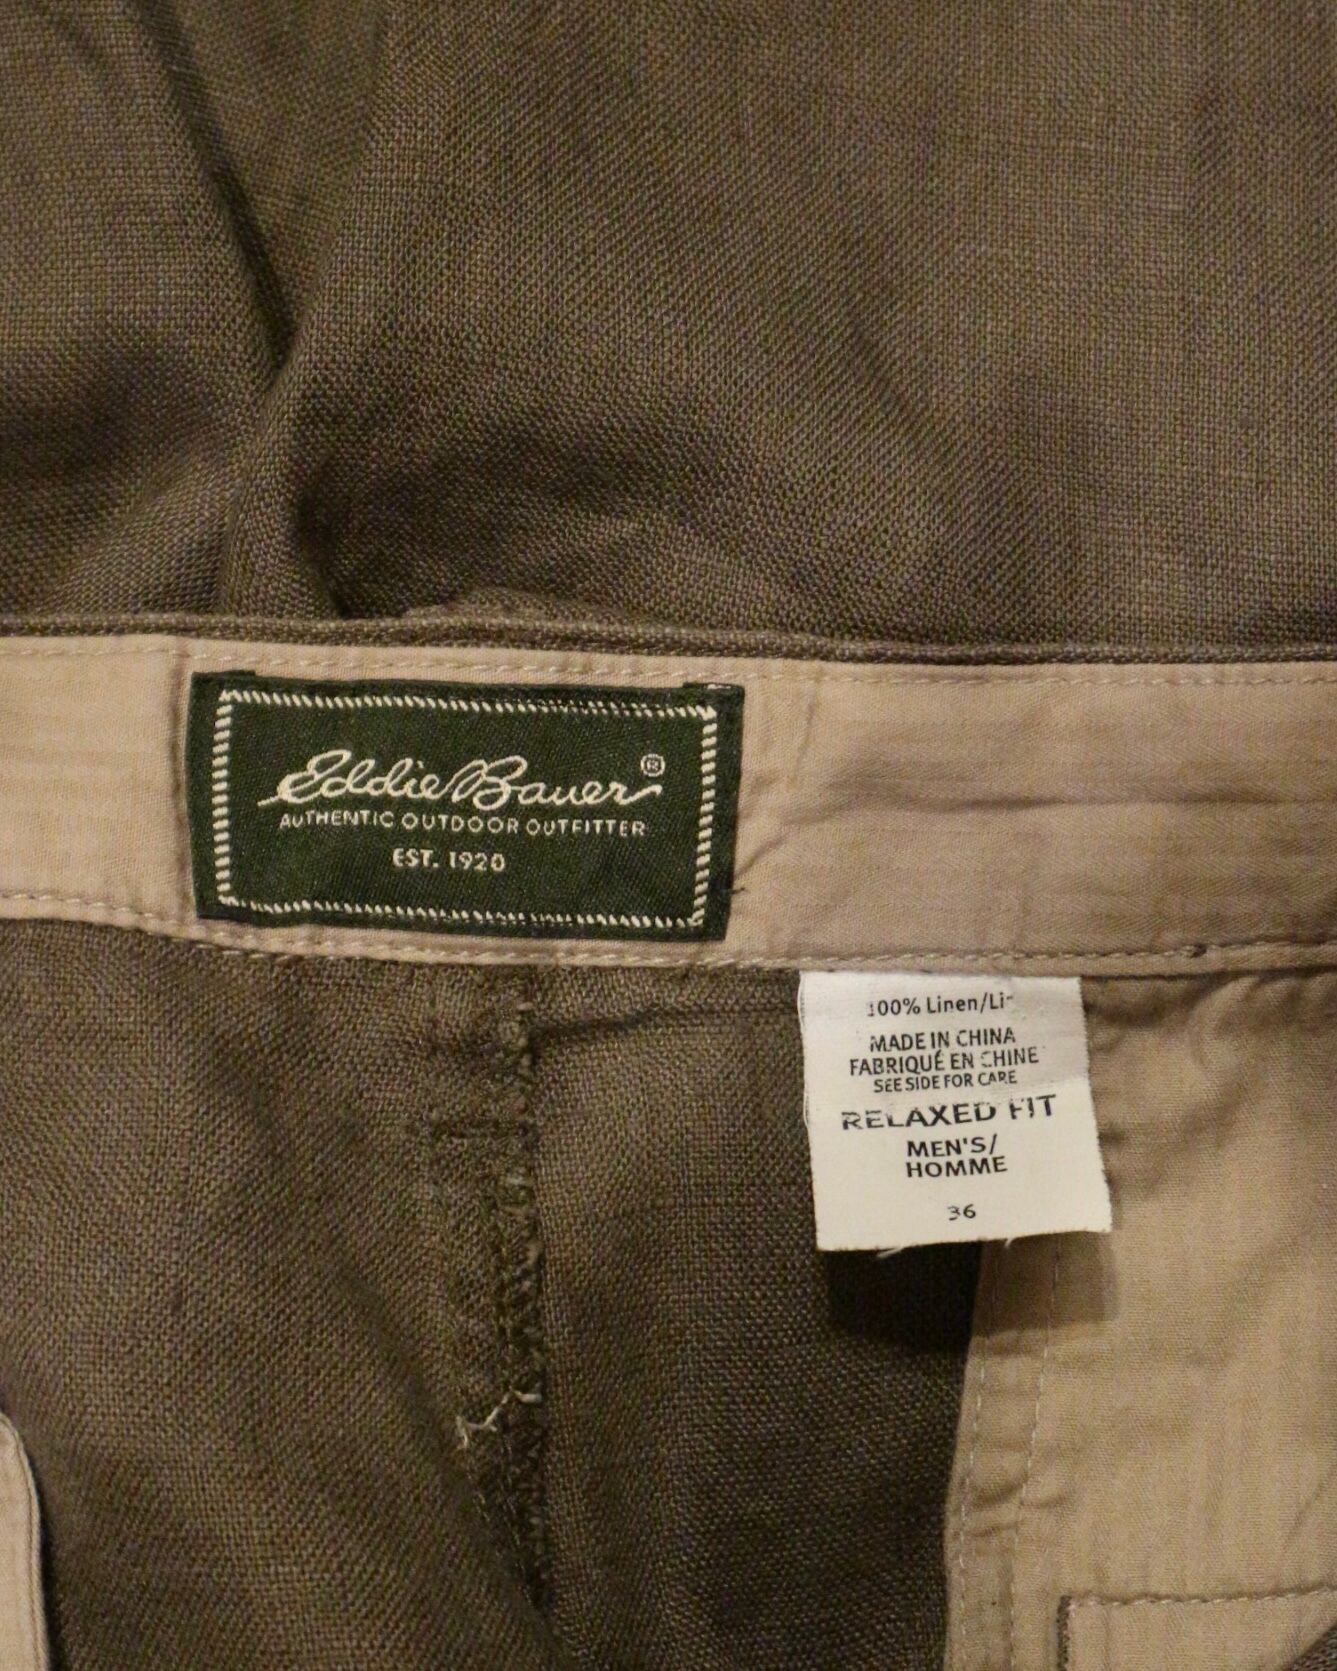 Eddie Bauer®
AUTHENTIC OUTDOOR OUTFITTER
EST. 1920
100% Linen/Li
MADE IN CHINA
FABRIQUÉ EN CHINE
SEE SIDE FOR CARE
RELAXED FIT
MEN'S/
HOMME
36